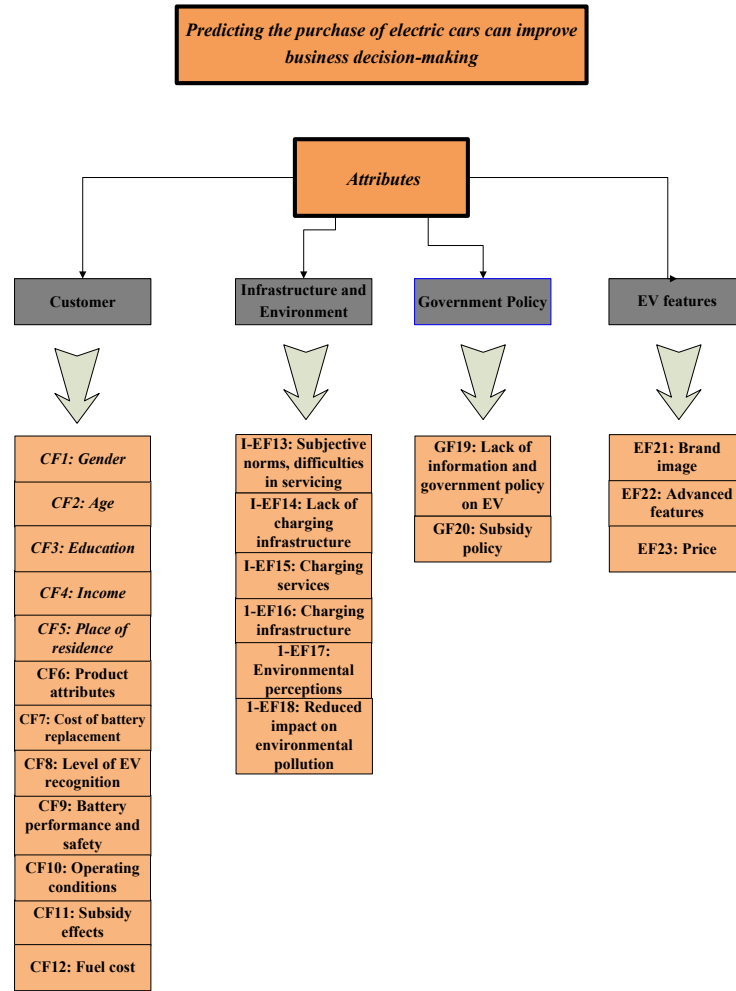 Predicting the purchase of electric cars can improve
business decision-making
Attributes
Customer
Infrastructure and
Environment
Government Policy
EV features
CF1: Gender
CF2: Age
CF3: Education
CF4: Income
CF5: Place of
residence
CF6: Product
attributes
CF7: Cost of battery
replacement
CF8: Level of EV
recognition
CF9: Battery
performance and
safety
CF10: Operating
conditions
CF11: Subsidy
effects
CF12: Fuel cost
I-EF13: Subjective
norms, difficulties
in servicing
I-EF14: Lack of
charging
infrastructure
I-EF15: Charging
services
1-EF16: Charging
infrastructure
1-EF17:
Environmental
perceptions
1-EF18: Reduced
impact on
environmental
pollution
GF19: Lack of
information and
government policy
on EV
GF20: Subsidy
policy
EF21: Brand
image
EF22: Advanced
features
EF23: Price